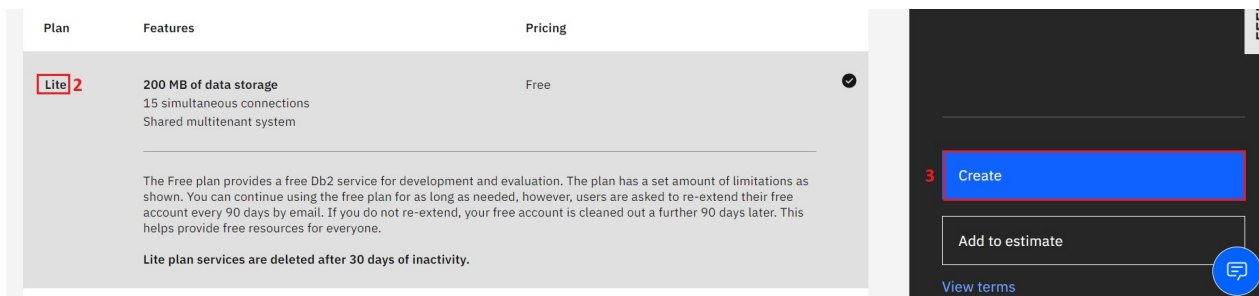 Plan Features Pricing
Lite 2 200 MB of data storage Free
15 simultaneous connections
Shared multitenant system
The Free plan provides a free Db2 service for development and evaluation. The plan has a set amount of limitations as
shown. You can continue using the free plan for as long as needed, however, users are asked to re-extend their free
account every 90 days by email. If you do not re-extend, your free account is cleaned out a further 90 days later. This
helps provide free resources for everyone.
Lite plan services are deleted after 30 days of inactivity.
3 Create
Add to estimate
View terms